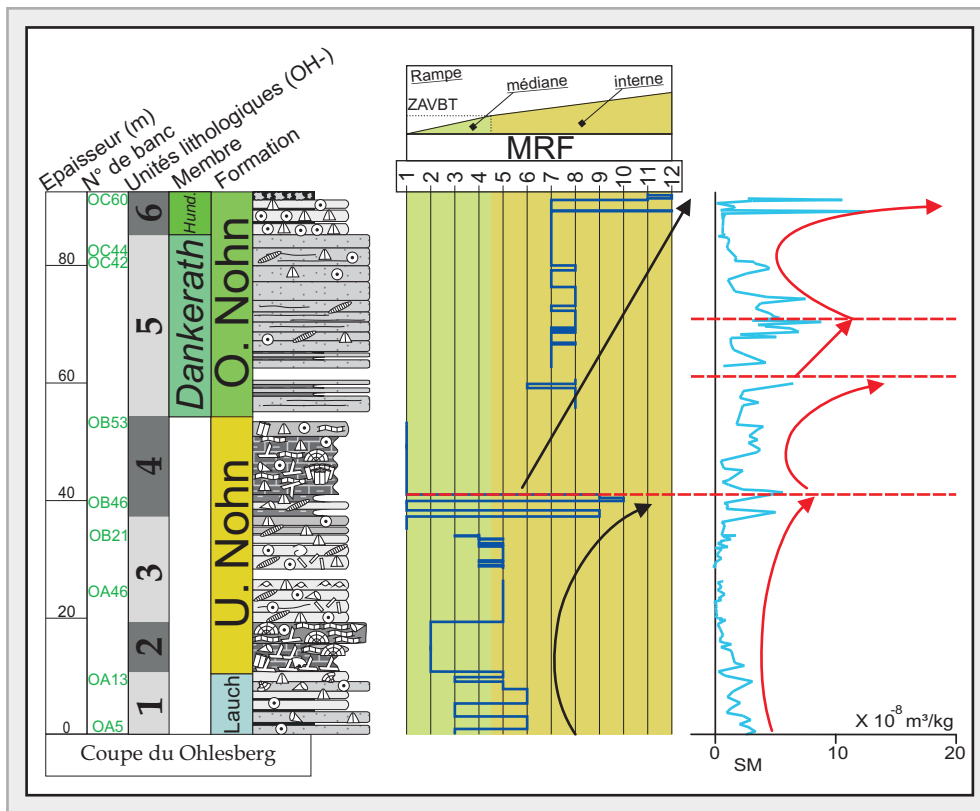 Rampe
médiane
interne
ZAVBT
MRF
1 2 3 4 5 6 7 8 9 10 11 12
Epaisseur (m)
N° de banc
Unités lithologiques (OH-)
Membre
Formation
OC60
6
Hund.
O. Nohn
OC44
OC42
80
5
Dankerath
60
OB53
4
U. Nohn
OB46
40
OB21
3
OA46
20
2
OA13
1
Lauch
OA5
0
Coupe du Ohlesberg
X 10⁻⁸ m³/kg
0 10 20
SM